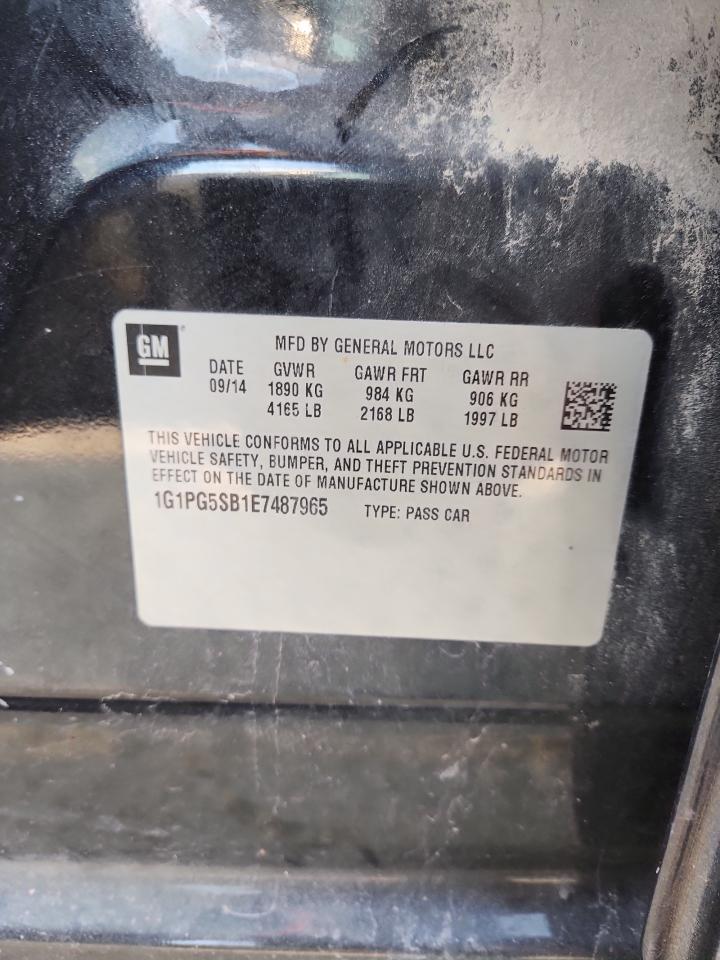 GM
MFD BY GENERAL MOTORS LLC
DATE GVWR GAWR FRT GAWR RR
09/14 1890 KG 984 KG 906 KG
4165 LB 2168 LB 1997 LB
THIS VEHICLE CONFORMS TO ALL APPLICABLE U.S. FEDERAL MOTOR
VEHICLE SAFETY, BUMPER, AND THEFT PREVENTION STANDARDS IN
EFFECT ON THE DATE OF MANUFACTURE SHOWN ABOVE.
1G1PG5SB1E7487965 TYPE: PASS CAR